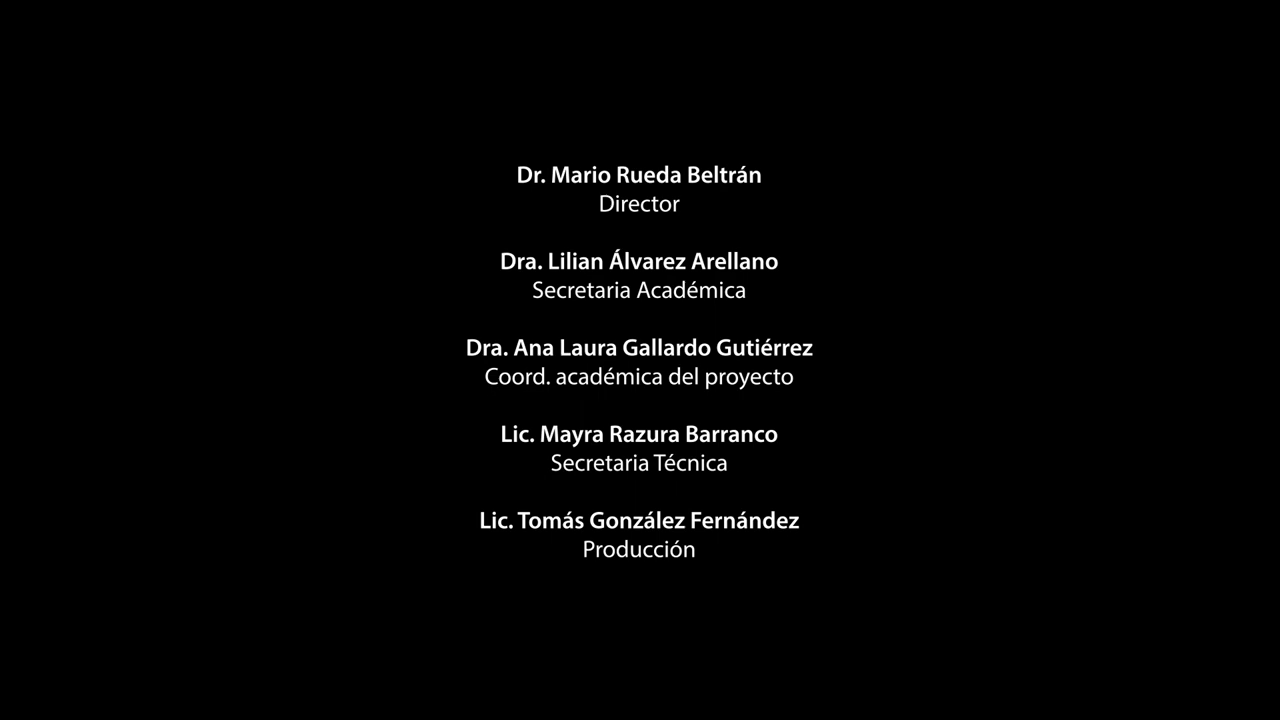 Dr. Mario Rueda Beltrán
Director
Dra. Lilian Álvarez Arellano
Secretaria Académica
Dra. Ana Laura Gallardo Gutiérrez
Coord. académica del proyecto
Lic. Mayra Razura Barranco
Secretaria Técnica
Lic. Tomás González Fernández
Producción